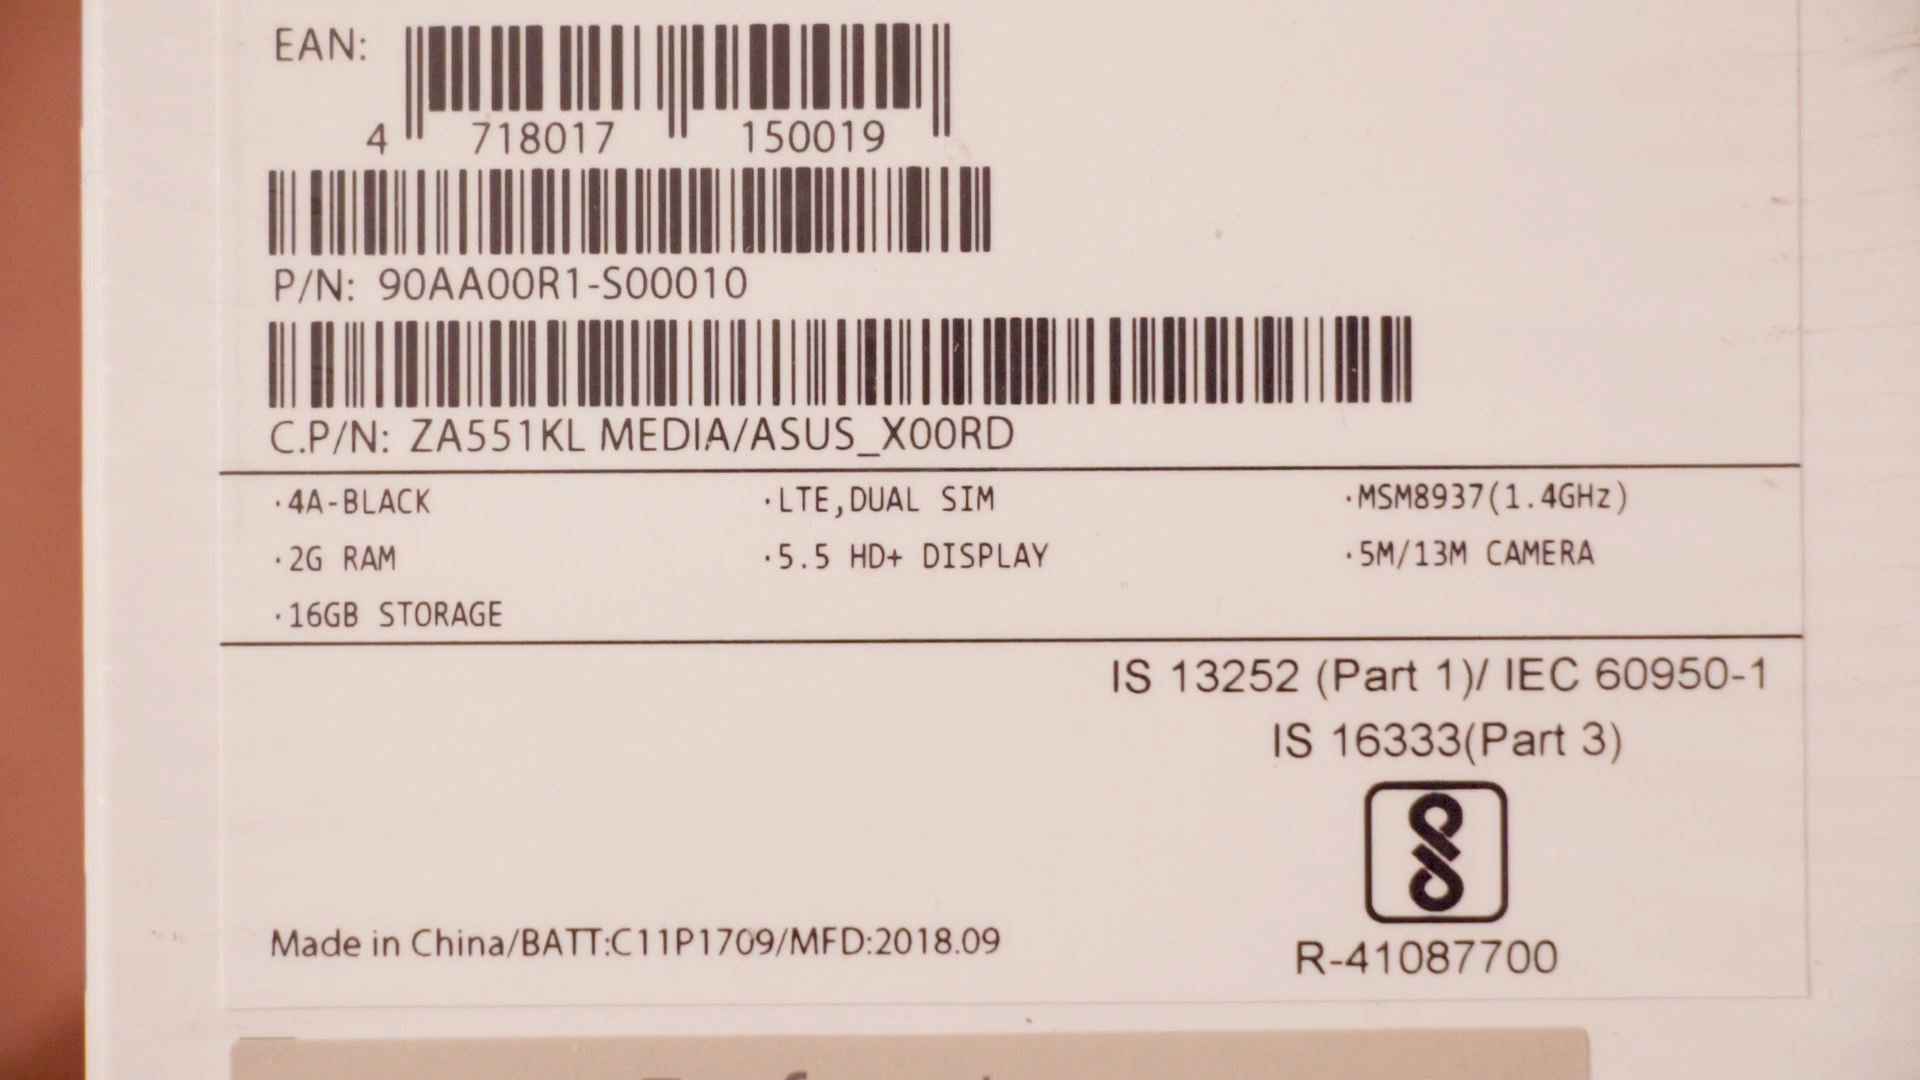 EAN:
4 718017 150019
P/N: 90AA00R1-S00010
C.P/N: ZA551KL MEDIA/ASUS_X00RD
·4A-BLACK ·LTE,DUAL SIM ·MSM8937(1.4GHz)
·2G RAM ·5.5 HD+ DISPLAY ·5M/13M CAMERA
·16GB STORAGE
IS 13252 (Part 1)/ IEC 60950-1
IS 16333(Part 3)
Made in China/BATT:C11P1709/MFD:2018.09
R-41087700